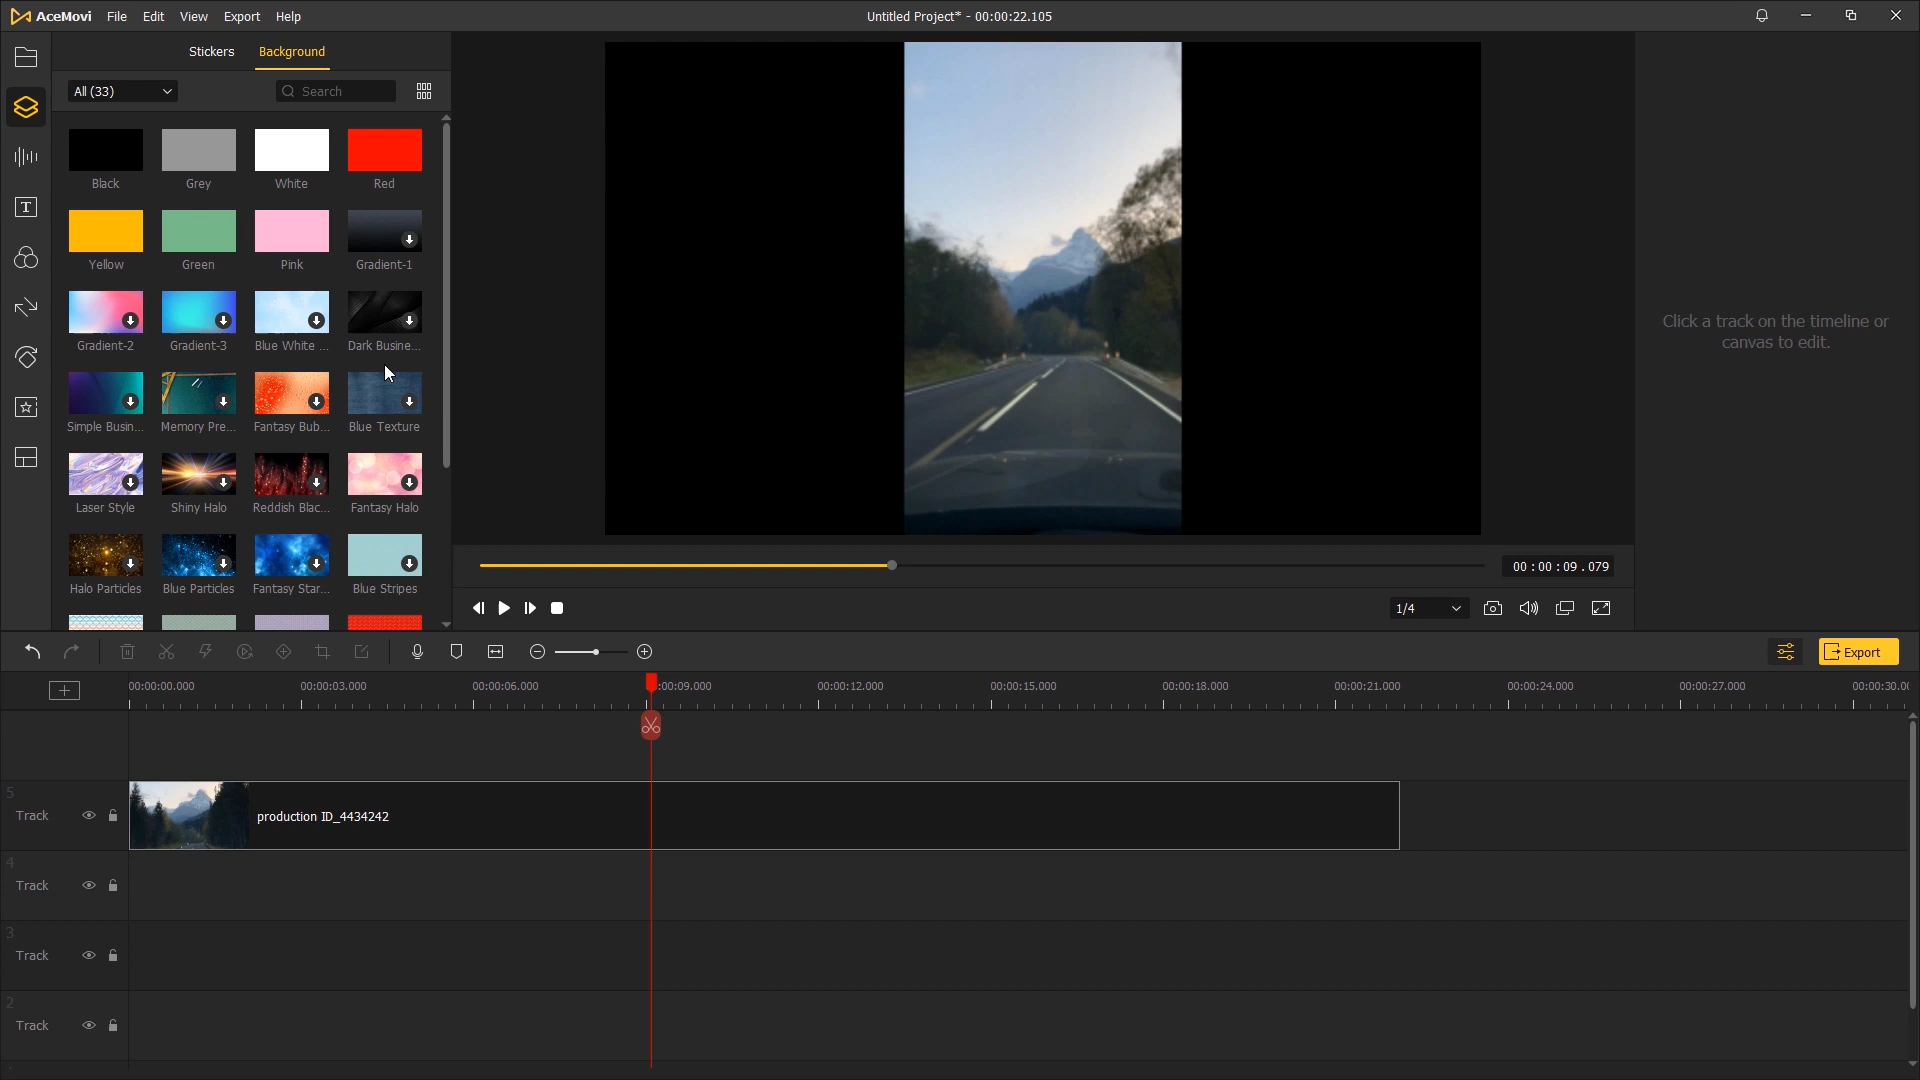 AceMovi File Edit View Export Help
Untitled Project* - 00:00:22.105
Stickers Background
All (33)
Search
Black Grey White Red
Yellow Green Pink Gradient-1
Gradient-2 Gradient-3 Blue White ... Dark Busine...
Simple Busin... Memory Pre... Fantasy Bub... Blue Texture
Laser Style Shiny Halo Reddish Blac... Fantasy Halo
Halo Particles Blue Particles Fantasy Star... Blue Stripes
Click a track on the timeline or
canvas to edit.
00 : 00 : 09 .079
1/4
Export
00:00:00.000 00:00:03.000 00:00:06.000 :00:09.000 00:00:12.000 00:00:15.000 00:00:18.000 00:00:21.000 00:00:24.000 00:00:27.000 00:00:30.0
5
Track
production ID_4434242
4
Track
3
Track
2
Track